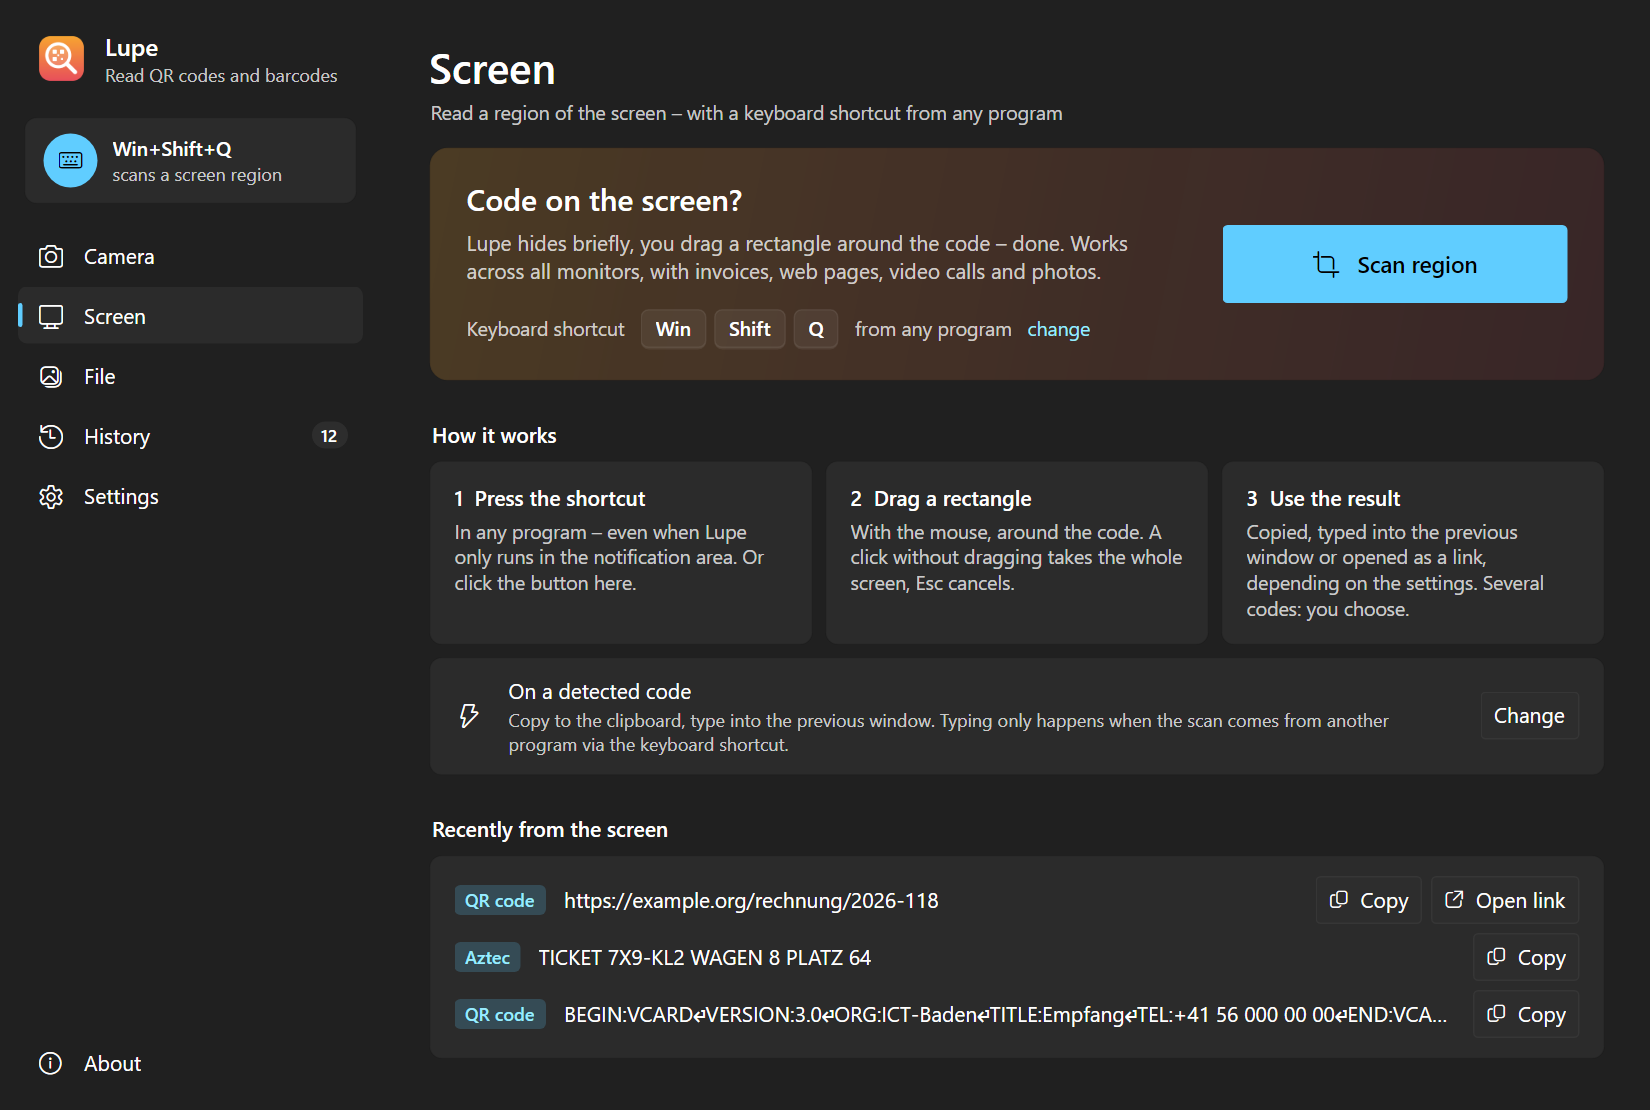 Lupe
Read QR codes and barcodes
Win+Shift+Q
scans a screen region
Camera
Screen
File
History 12
Settings
About
Screen
Read a region of the screen – with a keyboard shortcut from any program
Code on the screen?
Lupe hides briefly, you drag a rectangle around the code – done. Works
across all monitors, with invoices, web pages, video calls and photos.
Keyboard shortcut Win Shift Q from any program change
Scan region
How it works
1 Press the shortcut
In any program – even when Lupe
only runs in the notification area. Or
click the button here.
2 Drag a rectangle
With the mouse, around the code. A
click without dragging takes the whole
screen, Esc cancels.
3 Use the result
Copied, typed into the previous
window or opened as a link,
depending on the settings. Several
codes: you choose.
On a detected code
Copy to the clipboard, type into the previous window. Typing only happens when the scan comes from another
program via the keyboard shortcut.
Change
Recently from the screen
QR code https://example.org/rechnung/2026-118 Copy Open link
Aztec TICKET 7X9-KL2 WAGEN 8 PLATZ 64 Copy
QR code BEGIN:VCARD↵VERSION:3.0↵ORG:ICT-Baden↵TITLE:Empfang↵TEL:+41 56 000 00 00↵END:VCA... Copy